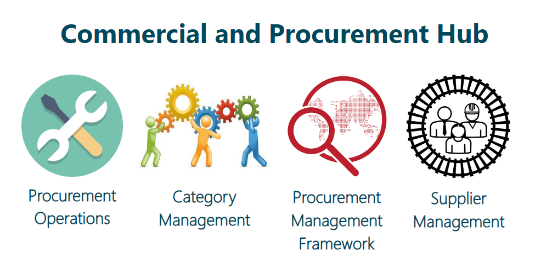 Commercial and Procurement Hub
Procurement
Operations
Category
Management
Procurement
Management
Framework
Supplier
Management